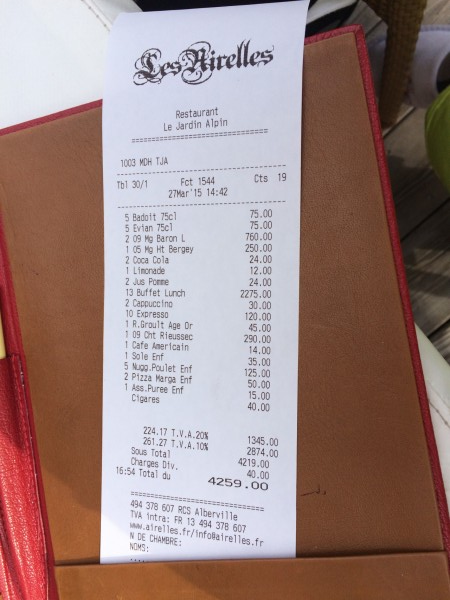 Les Airelles
Restaurant
Le Jardin Alpin
================================
1003 MDH TJA
--------------------------------
Tbl 30/1 Fct 1544 Cts 19
27Mar'15 14:42
--------------------------------
5 Badoit 75cl 75.00
5 Evian 75cl 75.00
2 09 Mg Baron L 760.00
1 05 Mg Ht Bergey 250.00
2 Coca Cola 24.00
1 Limonade 12.00
2 Jus Pomme 24.00
13 Buffet Lunch 2275.00
2 Cappuccino 30.00
10 Expresso 120.00
1 R.Groult Age Or 45.00
1 09 Cht Rieussec 290.00
1 Cafe Americain 14.00
1 Sole Enf 35.00
5 Nugg.Poulet Enf 125.00
2 Pizza Marga Enf 50.00
1 Ass.Puree Enf 15.00
Cigares 40.00
224.17 T.V.A.20% 1345.00
261.27 T.V.A.10% 2874.00
Sous Total 4219.00
Charges Div. 40.00
16:54 Total du 4259.00
================================
494 378 607 RCS Alberville
TVA intra: FR 13 494 378 607
www.airelles.fr/info@airelles.fr
N DE CHAMBRE:
NOMS: